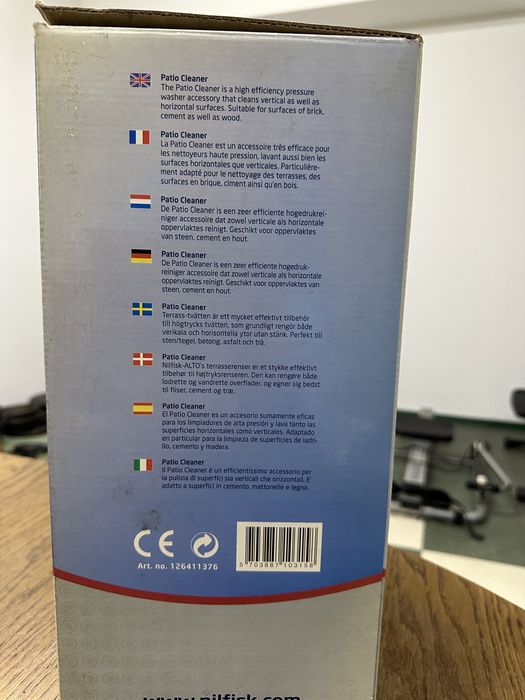 Patio Cleaner
The Patio Cleaner is a high efficiency pressure
washer accessory that cleans vertical as well as
horizontal surfaces. Suitable for surfaces of brick,
cement as well as wood.
Patio Cleaner
La Patio Cleaner est un accessoire très efficace pour
les nettoyeurs haute pression, lavant aussi bien les
surfaces horizontales que verticales. Particulière-
ment adapté pour le nettoyage des terrasses, des
surfaces en brique, ciment ainsi qu'en bois.
Patio Cleaner
De Patio Cleaner is een zeer efficiente hogedrukrei-
niger accessoire dat zowel verticale als horizontale
oppervlaktes reinigt. Geschikt voor oppervlaktes
van steen, cement en hout.
Patio Cleaner
De Patio Cleaner is een zeer efficiente hogedruk-
reiniger accessoire dat zowel verticale als horizontale
oppervlaktes reinigt. Geschikt voor oppervlaktes van
steen, cement en hout.
Patio Cleaner
Terrass-tvätten är ett mycket effektivt tillbehör
till högtrycks tvätten, som grundligt rengör både
verikala och horisontella ytor utan stänk. Perfekt till
sten/tegel, betong, asfalt och trä.
Patio Cleaner
Nilfisk-ALTO's terrasserenser er et stykke effektivt
tilbehør til højtryksrenseren. Den kan rengøre både
lodrette og vandrette overflader, og egner sig bedst
til fliser, cement og træ.
Patio Cleaner
El Patio Cleaner es un accesorio sumamente eficaz
para los limpiadores de alta presión y lava tanto las
superficies horizontales como verticales. Adaptado
en particular para la limpieza de superficies de ladri-
llo, cemento y madera.
Patio Cleaner
Il Patio Cleaner è un efficientissimo accessorio per
la pulizia di superfici sia verticali che orizzontali. E'
adatto a superfici in cemento, mattonelle e legno.
CE
Art. no. 126411376
5 703887 103158
www.nilfisk.com